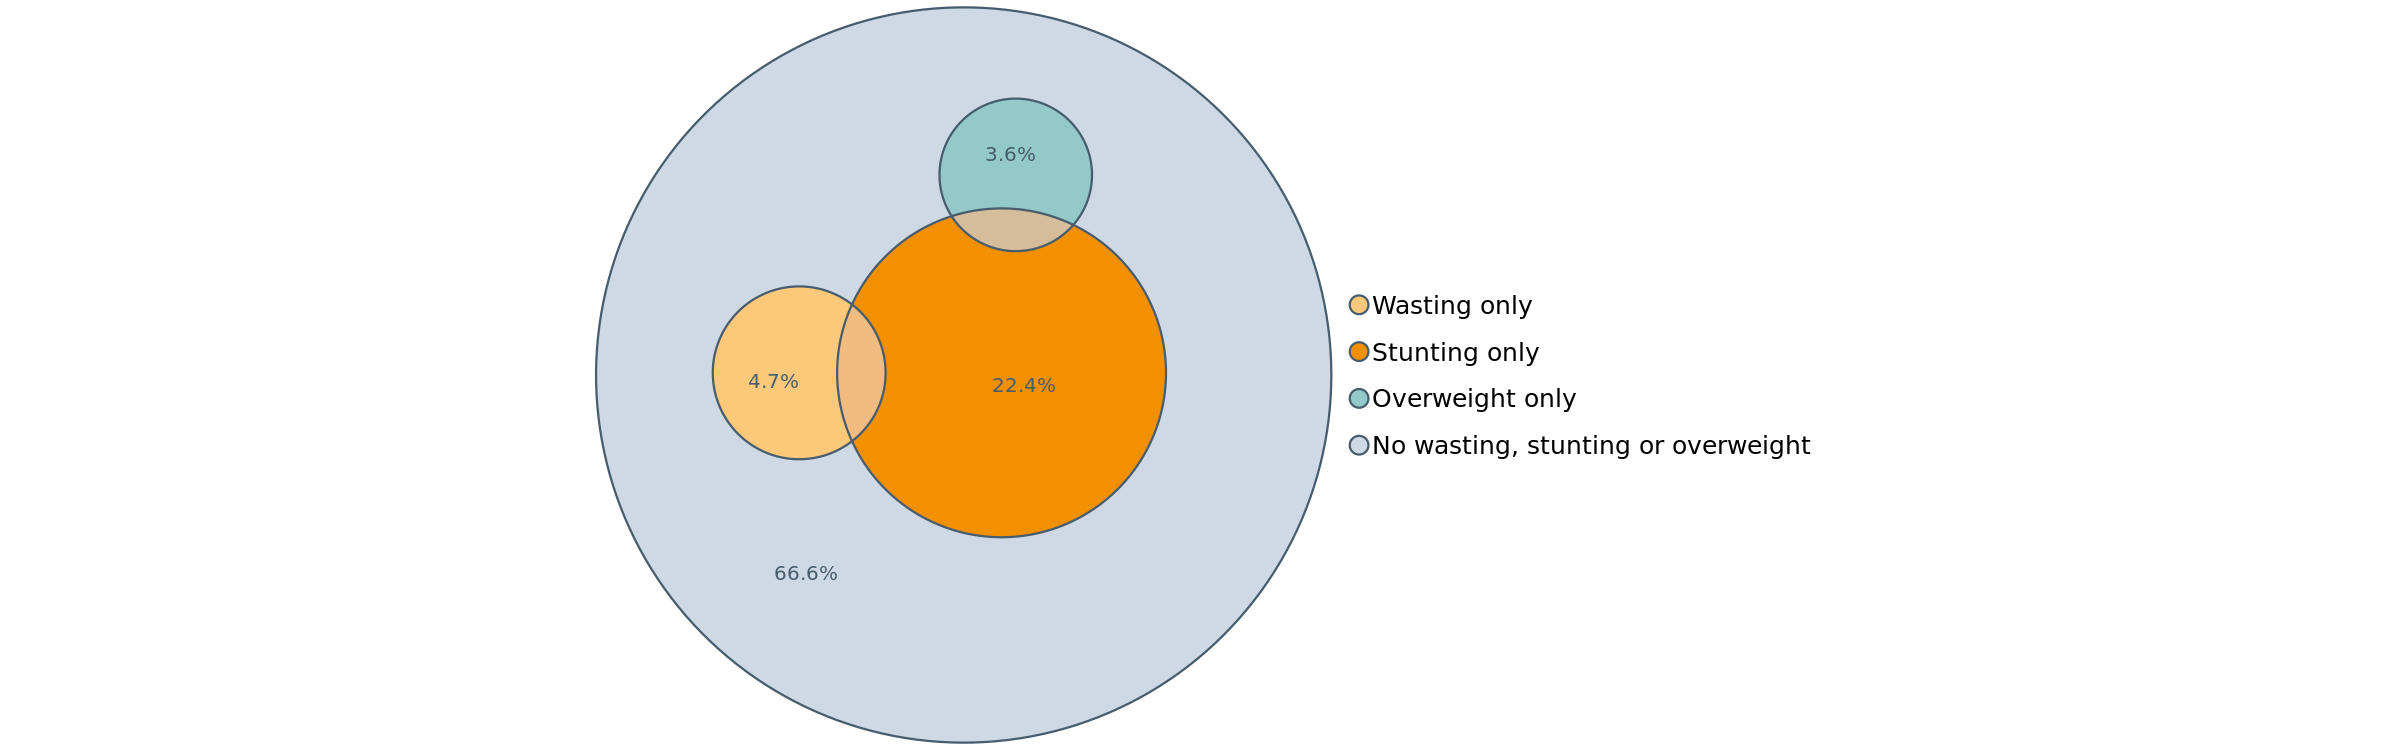 3.6%
4.7%
22.4%
66.6%
Wasting only
Stunting only
Overweight only
No wasting, stunting or overweight